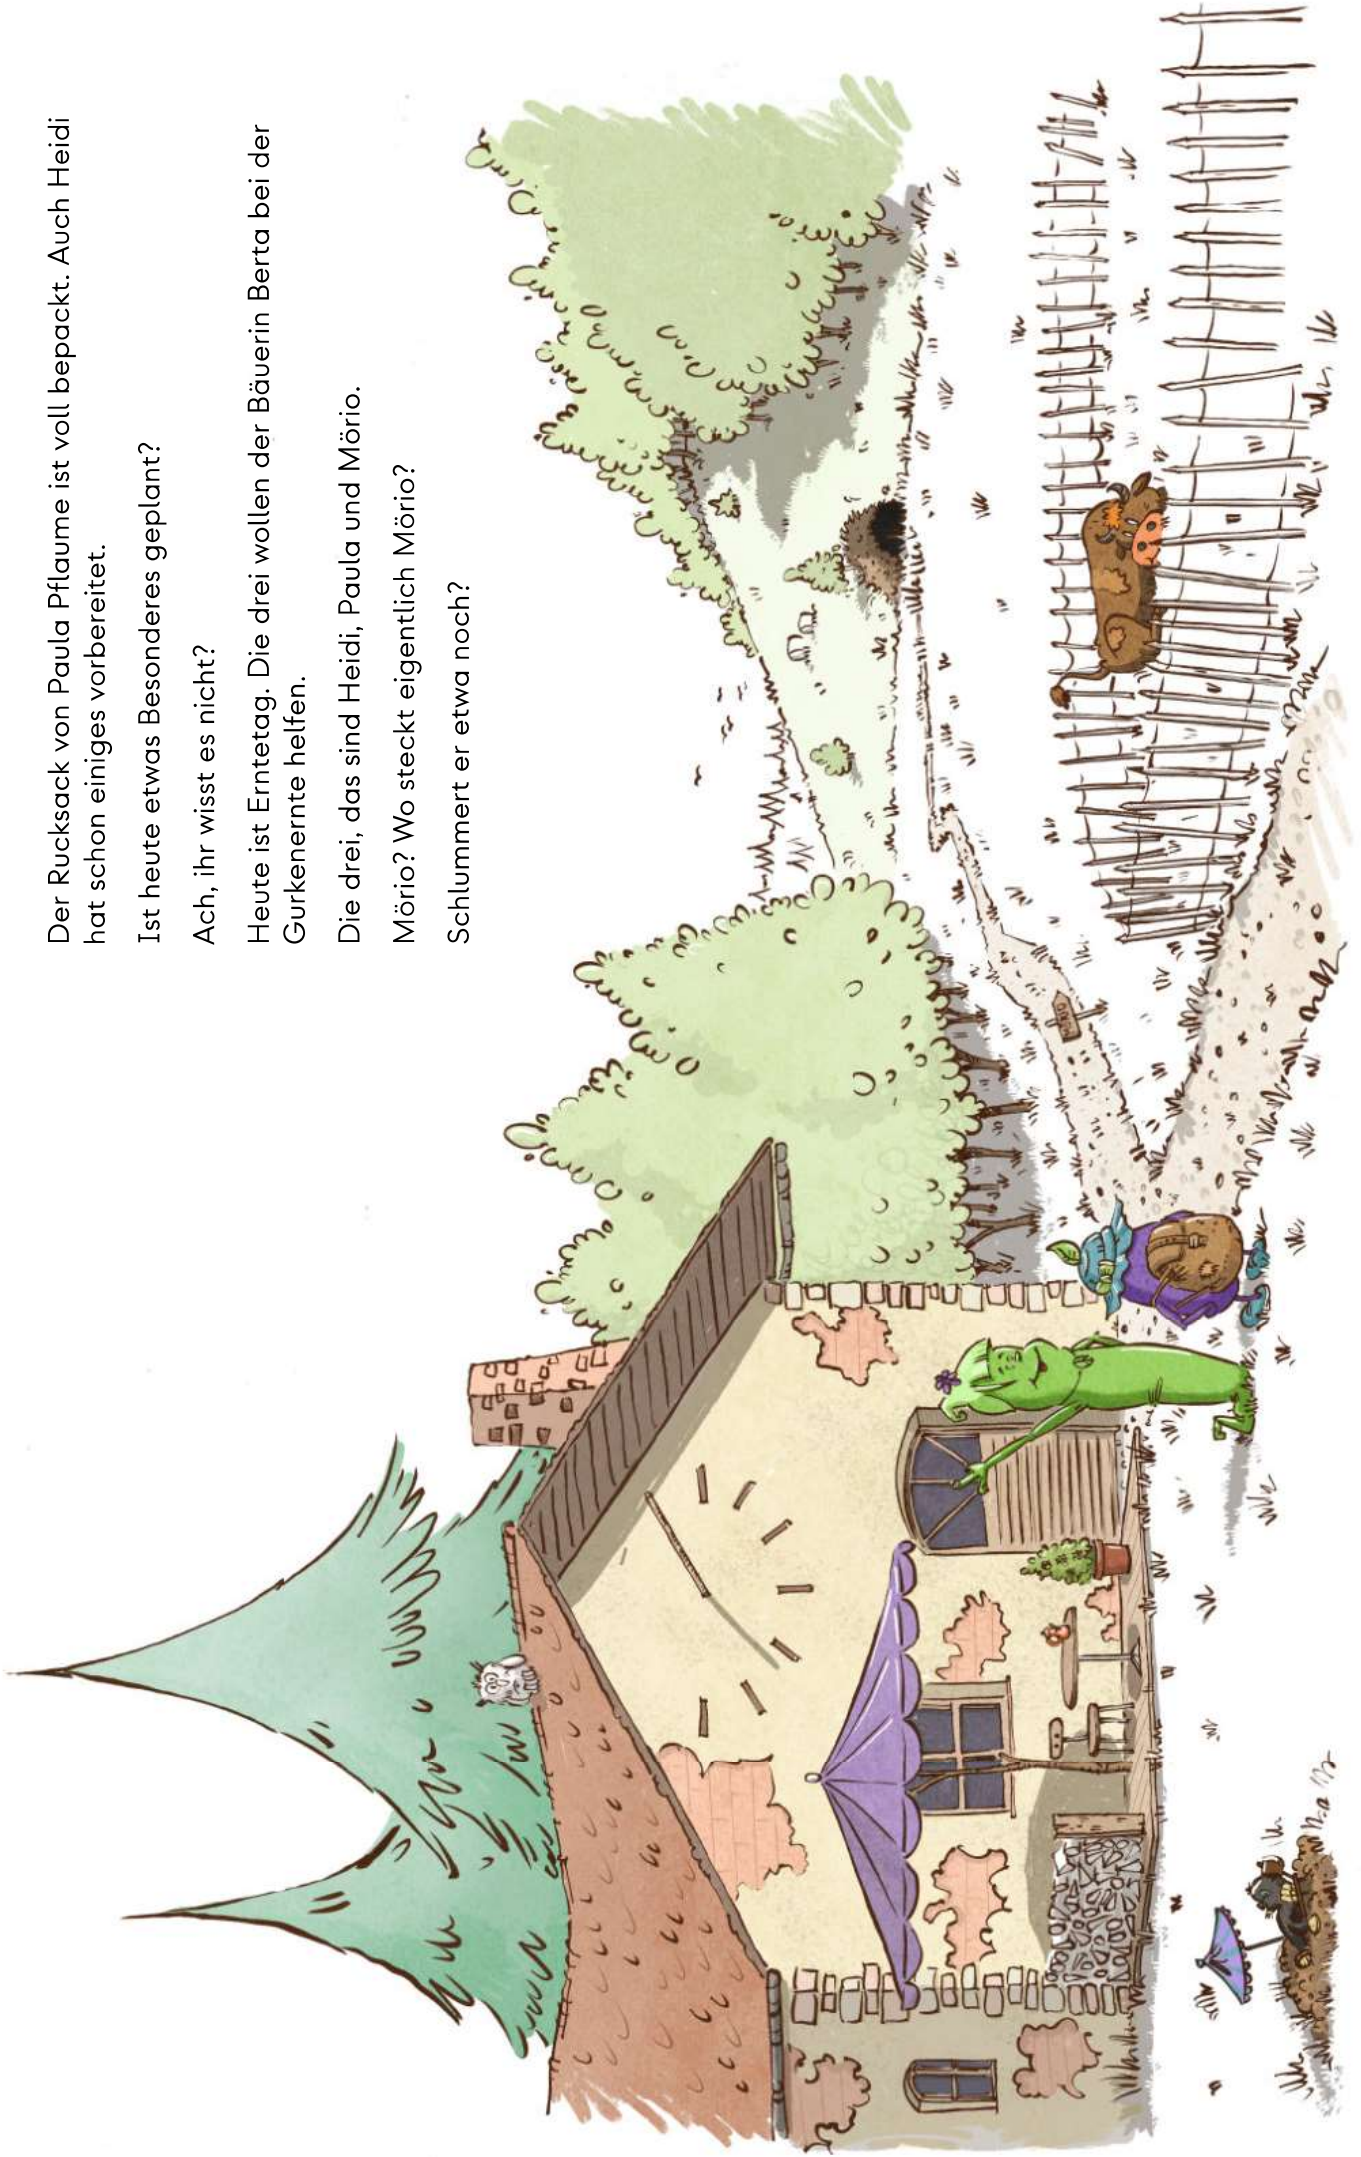 Der Rucksack von Paula Pflaume ist voll bepackt. Auch Heidi
hat schon einiges vorbereitet.
Ist heute etwas Besonderes geplant?
Ach, ihr wisst es nicht?
Heute ist Erntetag. Die drei wollen der Bäuerin Berta bei der
Gurkenernte helfen.
Die drei, das sind Heidi, Paula und Mörio.
Mörio? Wo steckt eigentlich Mörio?
Schlummert er etwa noch?